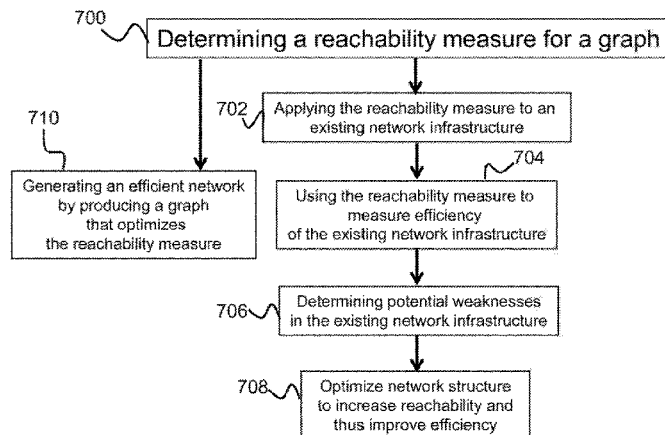 700
Determining a reachability measure for a graph
702
Applying the reachability measure to an
existing network infrastructure
710
Generating an efficient network
by producing a graph
that optimizes
the reachability measure
704
Using the reachability measure to
measure efficiency
of the existing network infrastructure
706
Determining potential weaknesses
in the existing network infrastructure
708
Optimize network structure
to increase reachability and
thus improve efficiency